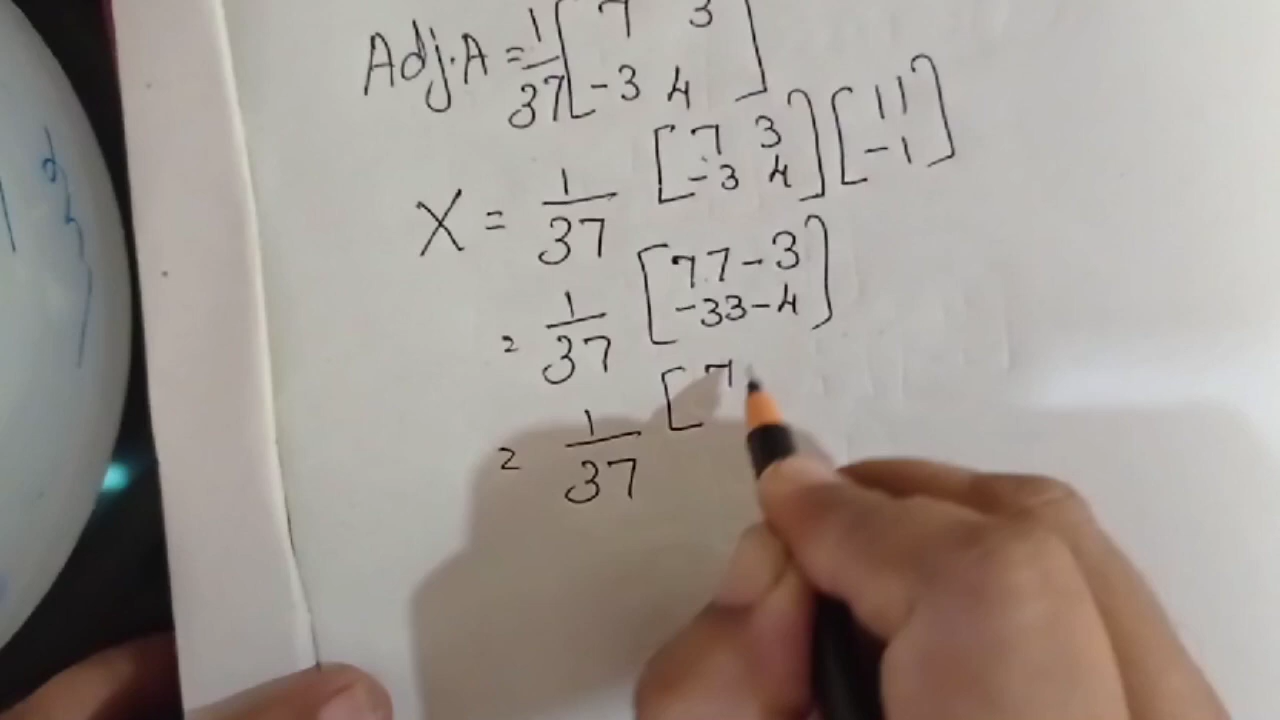 Adj.A = 1/37 [7 3
-3 4]
X = 1/37 [7 3
-3 4] [11
-1]
= 1/37 [77-3
-33-4]
= 1/37 [7